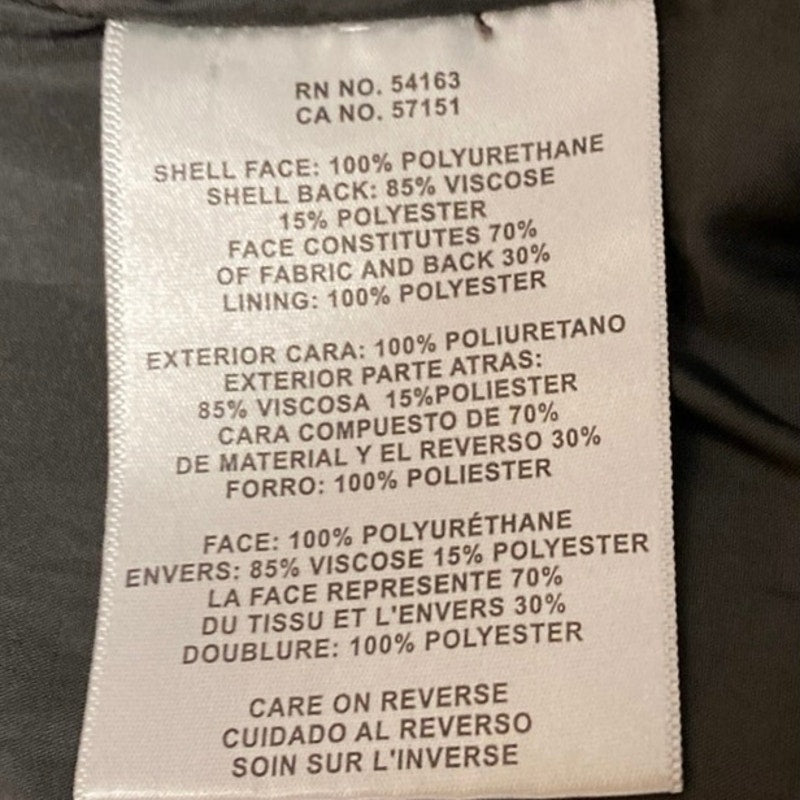 RN NO. 54163
CA NO. 57151
SHELL FACE: 100% POLYURETHANE
SHELL BACK: 85% VISCOSE
15% POLYESTER
FACE CONSTITUTES 70%
OF FABRIC AND BACK 30%
LINING: 100% POLYESTER
EXTERIOR CARA: 100% POLIURETANO
EXTERIOR PARTE ATRAS:
85% VISCOSA 15%POLIESTER
CARA COMPUESTO DE 70%
DE MATERIAL Y EL REVERSO 30%
FORRO: 100% POLIESTER
FACE: 100% POLYURÉTHANE
ENVERS: 85% VISCOSE 15% POLYESTER
LA FACE REPRESENTE 70%
DU TISSU ET L'ENVERS 30%
DOUBLURE: 100% POLYESTER
CARE ON REVERSE
CUIDADO AL REVERSO
SOIN SUR L'INVERSE